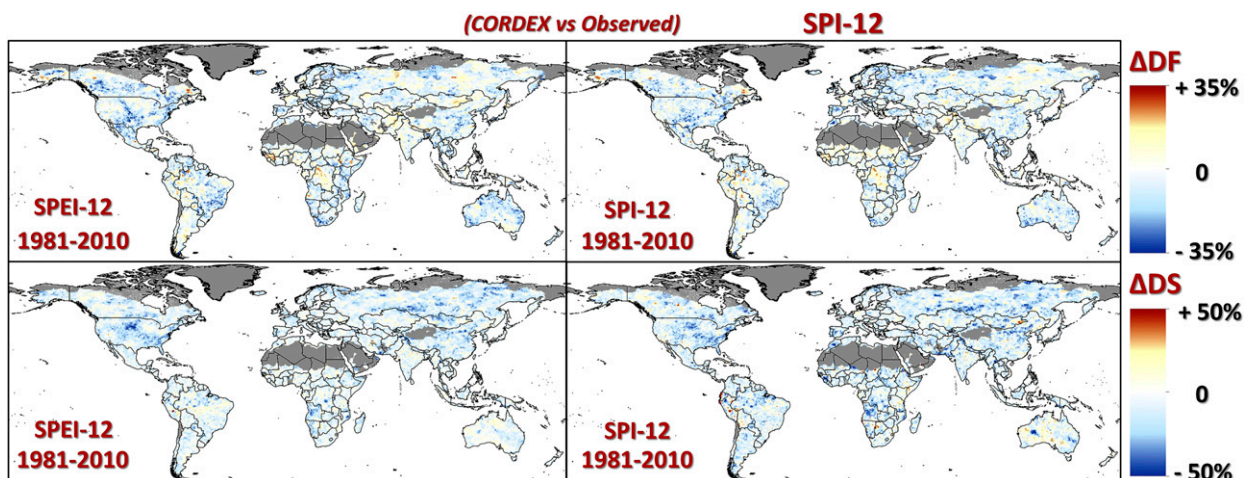 (CORDEX vs Observed) SPI-12
ΔDF
+ 35%
0
- 35%
SPEI-12
1981-2010
SPI-12
1981-2010
ΔDS
+ 50%
0
- 50%
SPEI-12
1981-2010
SPI-12
1981-2010